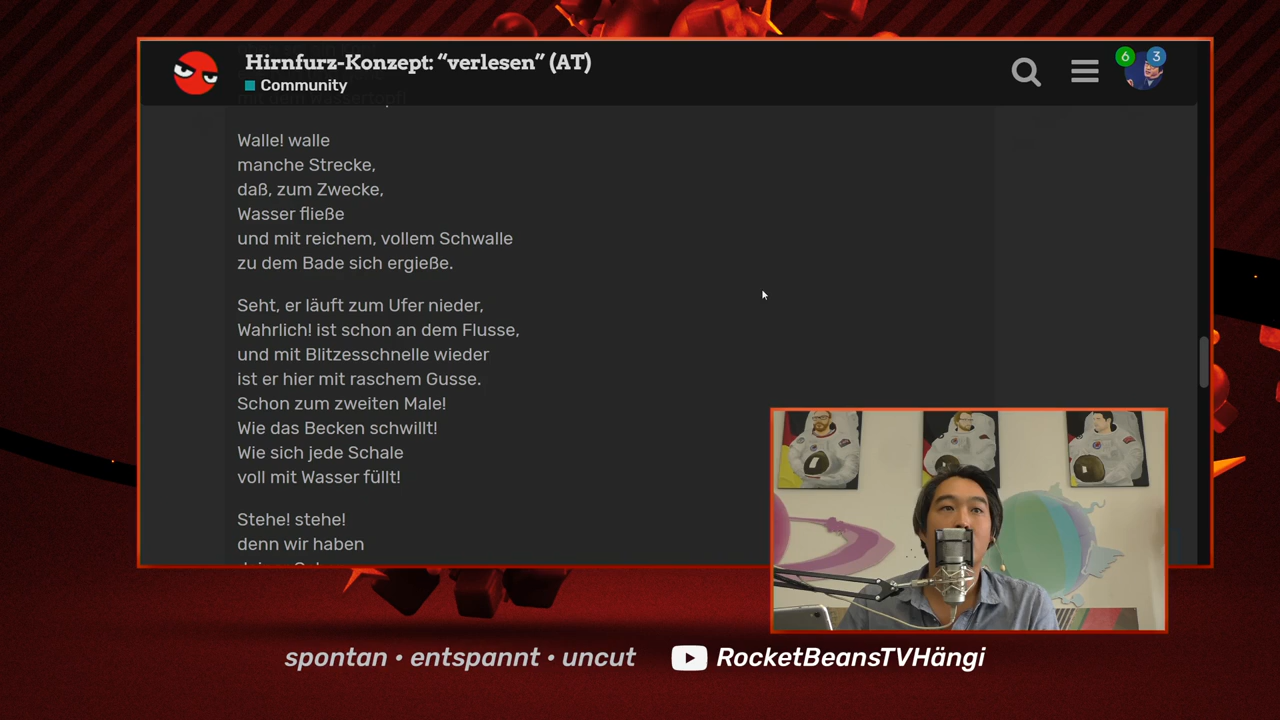 Hirnfurz-Konzept: “verlesen” (AT)
Community
6
3
Walle! walle
manche Strecke,
daß, zum Zwecke,
Wasser fließe
und mit reichem, vollem Schwalle
zu dem Bade sich ergieße.
Seht, er läuft zum Ufer nieder,
Wahrlich! ist schon an dem Flusse,
und mit Blitzesschnelle wieder
ist er hier mit raschem Gusse.
Schon zum zweiten Male!
Wie das Becken schwillt!
Wie sich jede Schale
voll mit Wasser füllt!
Stehe! stehe!
denn wir haben
spontan • entspannt • uncut
RocketBeansTVHängi